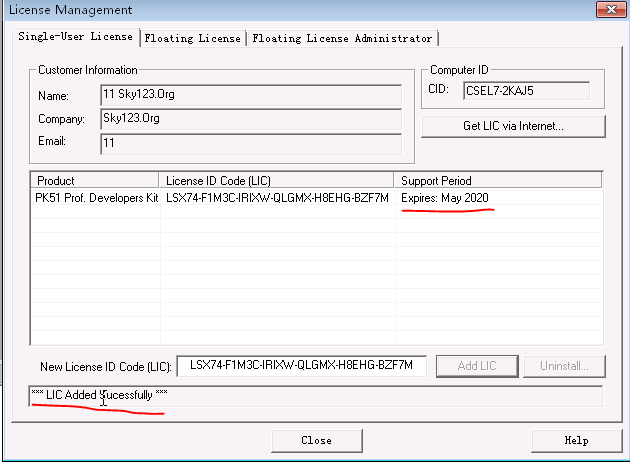 License Management
Single-User License Floating License Floating License Administrator
Customer Information
Name: 11 Sky123.Org
Company: Sky123.Org
Email: 11
Computer ID
CID: CSEL7-2KAJ5
Get LIC via Internet...
Product License ID Code (LIC) Support Period
PK51 Prof. Developers Kit LSX74-F1M3C-IRIXW-QLGMX-H8EHG-BZF7M Expires: May 2020
New License ID Code (LIC): LSX74-F1M3C-IRIXW-QLGMX-H8EHG-BZF7M Add LIC Uninstall...
*** LIC Added Sucessfully ***
Close Help